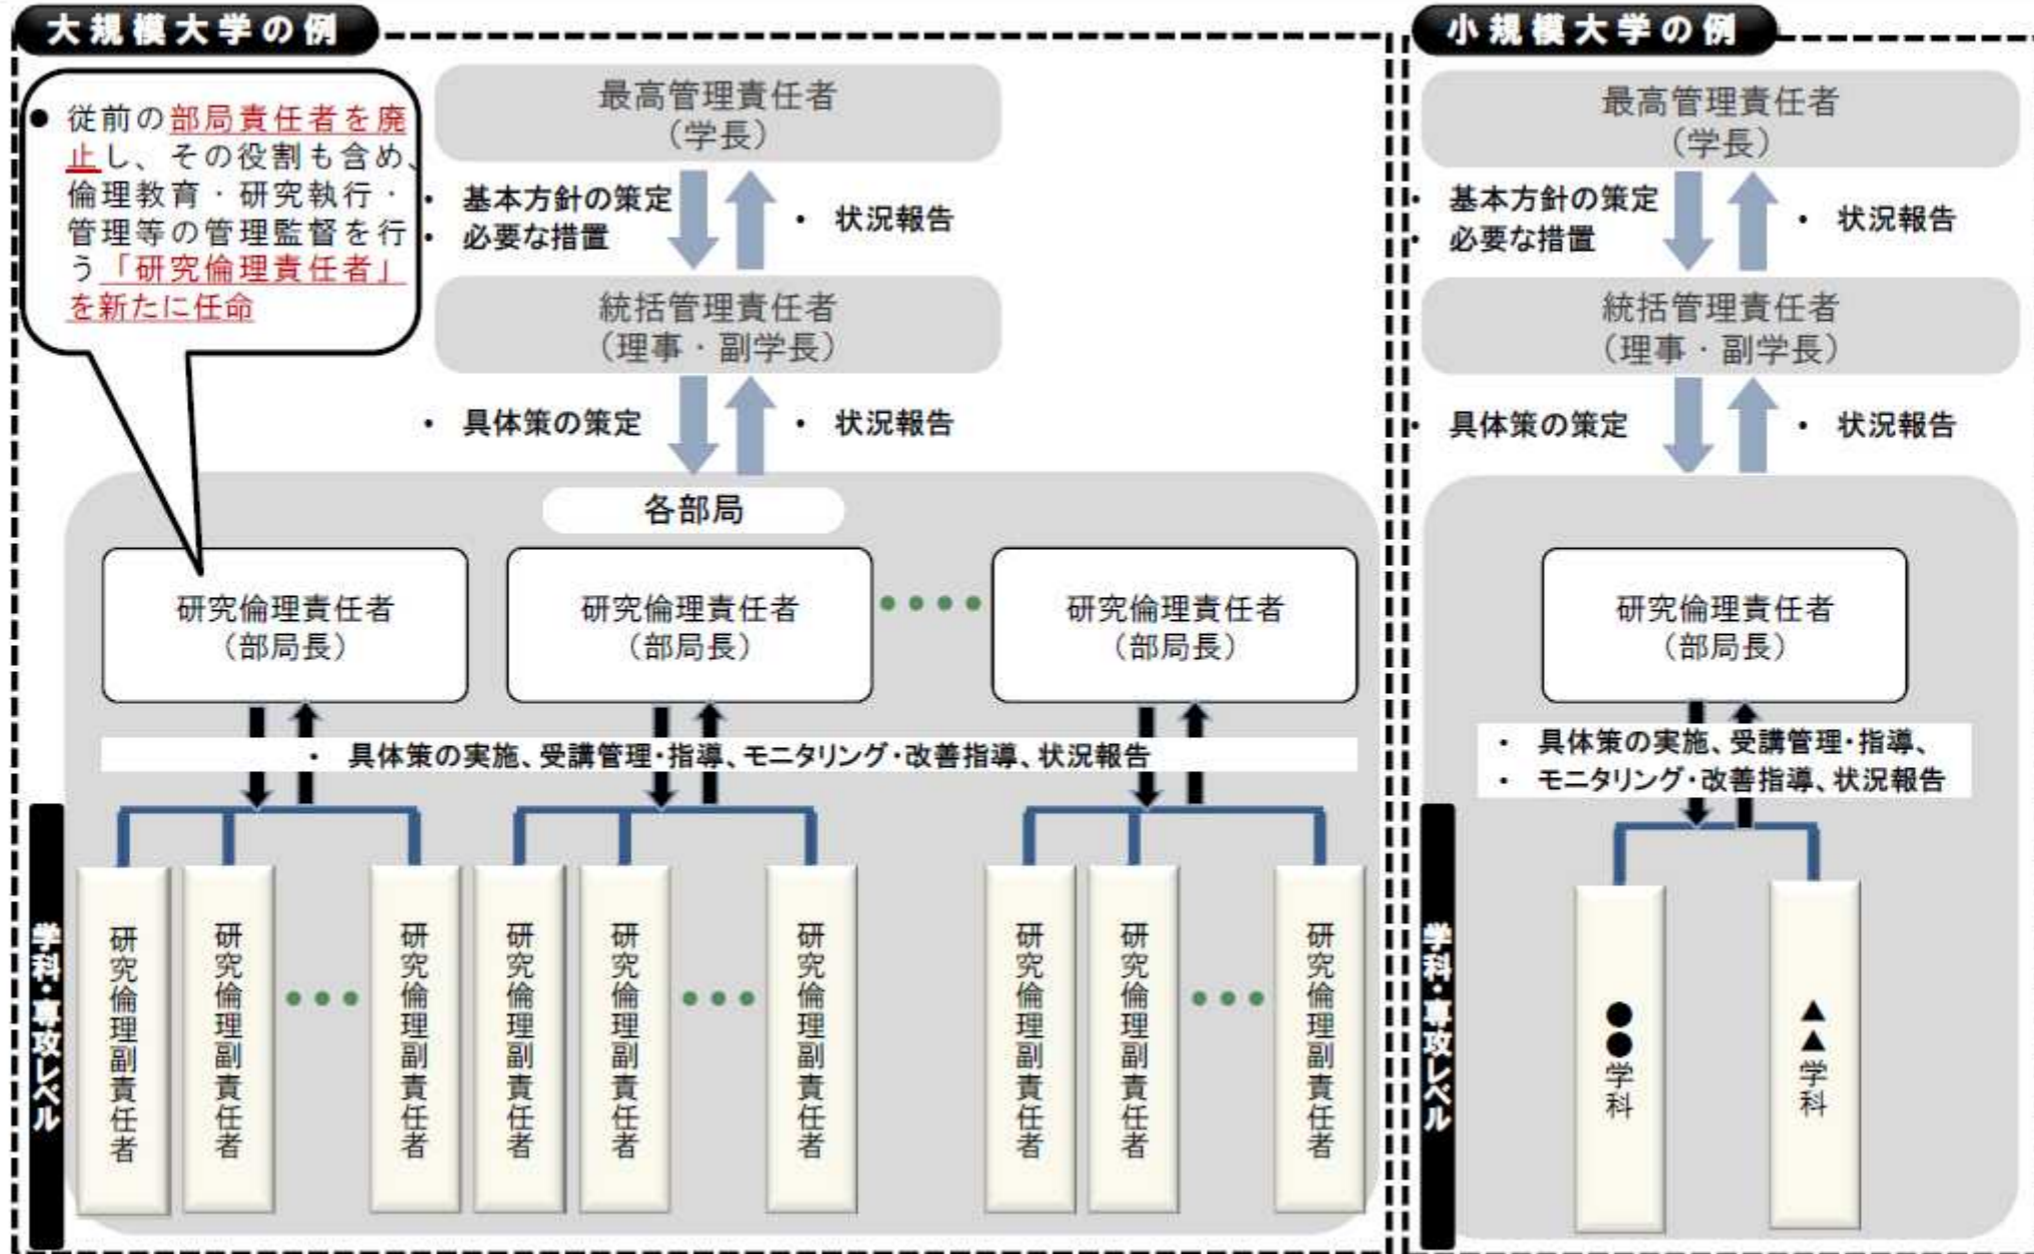 大規模大学の例
● 従前の部局責任者を廃
止し、その役割も含め、
倫理教育・研究執行・
管理等の管理監督を行
う「研究倫理責任者」
を新たに任命
最高管理責任者
（学長）
・ 基本方針の策定
・ 必要な措置
・ 状況報告
統括管理責任者
（理事・副学長）
・ 具体策の策定
・ 状況報告
各部局
研究倫理責任者
（部局長）
研究倫理責任者
（部局長）
研究倫理責任者
（部局長）
・ 具体策の実施、受講管理・指導、モニタリング・改善指導、状況報告
学科・専攻レベル
研究倫理副責任者
研究倫理副責任者
研究倫理副責任者
研究倫理副責任者
研究倫理副責任者
研究倫理副責任者
研究倫理副責任者
研究倫理副責任者
研究倫理副責任者
小規模大学の例
最高管理責任者
（学長）
・ 基本方針の策定
・ 必要な措置
・ 状況報告
統括管理責任者
（理事・副学長）
・ 具体策の策定
・ 状況報告
研究倫理責任者
（部局長）
・ 具体策の実施、受講管理・指導、
・ モニタリング・改善指導、状況報告
学科・専攻レベル
●●学科
▲▲学科